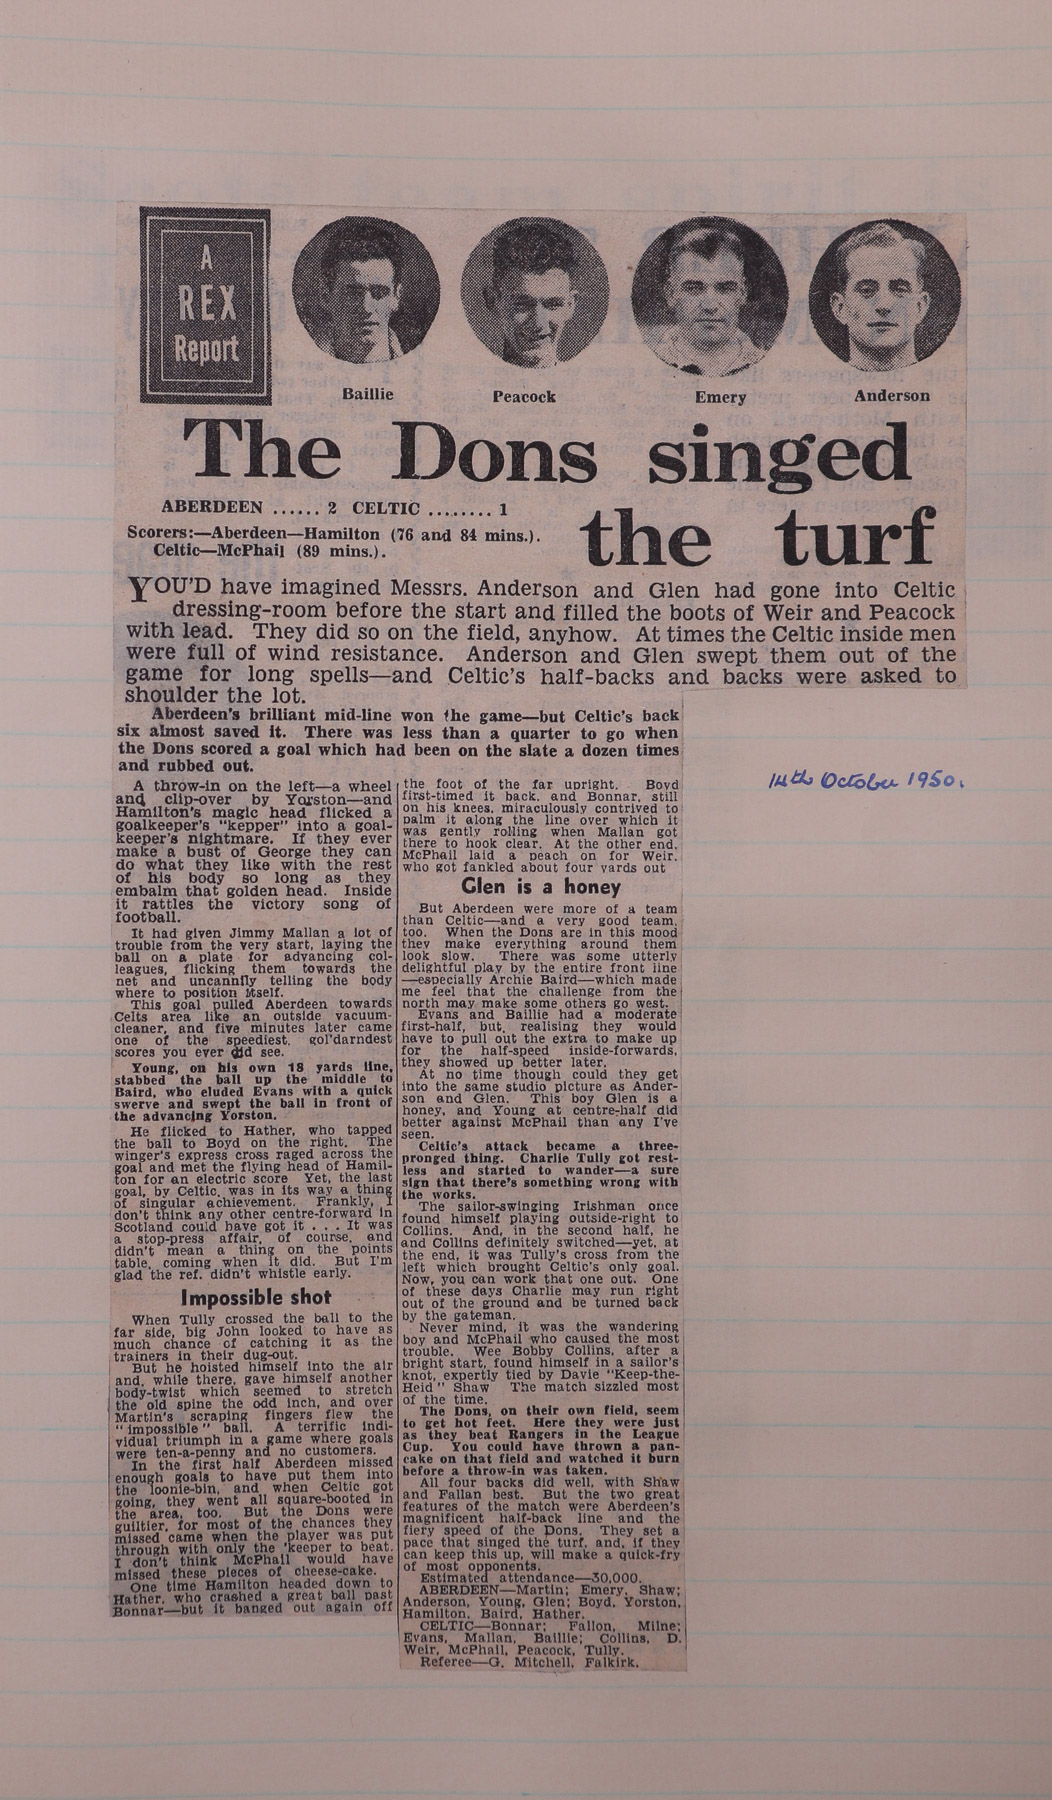 A
REX
Report
Baillie
Peacock
Emery
Anderson
The Dons singed
the turf
ABERDEEN ...... 2 CELTIC ........ 1
Scorers:—Aberdeen—Hamilton (76 and 84 mins.).
Celtic—McPhail (89 mins.).
YOU'D have imagined Messrs. Anderson and Glen had gone into Celtic
dressing-room before the start and filled the boots of Weir and Peacock
with lead. They did so on the field, anyhow. At times the Celtic inside men
were full of wind resistance. Anderson and Glen swept them out of the
game for long spells—and Celtic's half-backs and backs were asked to
shoulder the lot.
Aberdeen's brilliant mid-line won the game—but Celtic's back
six almost saved it. There was less than a quarter to go when
the Dons scored a goal which had been on the slate a dozen times
and rubbed out.
A throw-in on the left—a wheel
and clip-over by Yorston—and
Hamilton's magic head flicked a
goalkeeper's "kepper" into a goal-
keeper's nightmare. If they ever
make a bust of George they can
do what they like with the rest
of his body so long as they
embalm that golden head. Inside
it rattles the victory song of
football.
It had given Jimmy Mallan a lot of
trouble from the very start, laying the
ball on a plate for advancing col-
leagues, flicking them towards the
net and uncannily telling the body
where to position itself.
This goal pulled Aberdeen towards
Celts area like an outside vacuum-
cleaner, and five minutes later came
one of the speediest, gol'darndest
scores you ever did see.
Young, on his own 18 yards line,
stabbed the ball up the middle to
Baird, who eluded Evans with a quick
swerve and swept the ball in front of
the advancing Yorston.
He flicked to Hather, who tapped
the ball to Boyd on the right. The
winger's express cross raged across the
goal and met the flying head of Hamil-
ton for an electric score Yet, the last
goal, by Celtic, was in its way a thing
of singular achievement. Frankly, I
don't think any other centre-forward in
Scotland could have got it . . . It was
a stop-press affair, of course, and
didn't mean a thing on the points
table, coming when it did. But I'm
glad the ref. didn't whistle early.
Impossible shot
When Tully crossed the ball to the
far side, big John looked to have as
much chance of catching it as the
trainers in their dug-out.
But he hoisted himself into the air
and, while there, gave himself another
body-twist which seemed to stretch
the old spine the odd inch, and over
Martin's scraping fingers flew the
"impossible" ball. A terrific indi-
vidual triumph in a game where goals
were ten-a-penny and no customers.
In the first half Aberdeen missed
enough goals to have put them into
the loonie-bin, and when Celtic got
going, they went all square-booted in
the area, too. But the Dons were
guiltier, for most of the chances they
missed came when the player was put
through with only the 'keeper to beat.
I don't think McPhail would have
missed these pieces of cheese-cake.
One time Hamilton headed down to
Hather, who crashed a great ball past
Bonnar—but it banged out again off
the foot of the far upright. Boyd
first-timed it back, and Bonnar, still
on his knees, miraculously contrived to
palm it along the line over which it
was gently rolling when Mallan got
there to hook clear. At the other end,
McPhail laid a peach on for Weir,
who got fankled about four yards out
Glen is a honey
But Aberdeen were more of a team
than Celtic—and a very good team,
too. When the Dons are in this mood
they make everything around them
look slow. There was some utterly
delightful play by the entire front line
—especially Archie Baird—which made
me feel that the challenge from the
north may make some others go west.
Evans and Baillie had a moderate
first-half, but, realising they would
have to pull out the extra to make up
for the half-speed inside-forwards,
they showed up better later.
At no time though could they get
into the same studio picture as Ander-
son and Glen. This boy Glen is a
honey, and Young at centre-half did
better against McPhail than any I've
seen.
Celtic's attack became a three-
pronged thing. Charlie Tully got rest-
less and started to wander—a sure
sign that there's something wrong with
the works.
The sailor-swinging Irishman once
found himself playing outside-right to
Collins. And, in the second half, he
and Collins definitely switched—yet, at
the end, it was Tully's cross from the
left which brought Celtic's only goal.
Now, you can work that one out. One
of these days Charlie may run right
out of the ground and be turned back
by the gateman.
Never mind, it was the wandering
boy and McPhail who caused the most
trouble. Wee Bobby Collins, after a
bright start, found himself in a sailor's
knot, expertly tied by Davie "Keep-the-
Heid" Shaw The match sizzled most
of the time.
The Dons, on their own field, seem
to get hot feet. Here they were just
as they beat Rangers in the League
Cup. You could have thrown a pan-
cake on that field and watched it burn
before a throw-in was taken.
All four backs did well, with Shaw
and Fallan best. But the two great
features of the match were Aberdeen's
magnificent half-back line and the
fiery speed of the Dons. They set a
pace that singed the turf, and, if they
can keep this up, will make a quick-fry
of most opponents.
Estimated attendance—30,000.
ABERDEEN—Martin; Emery, Shaw;
Anderson, Young, Glen; Boyd, Yorston,
Hamilton, Baird, Hather.
CELTIC—Bonnar; Fallon, Milne;
Evans, Mallan, Baillie; Collins, D.
Weir, McPhail, Peacock, Tully.
Referee—G. Mitchell, Falkirk.
14th October 1950.